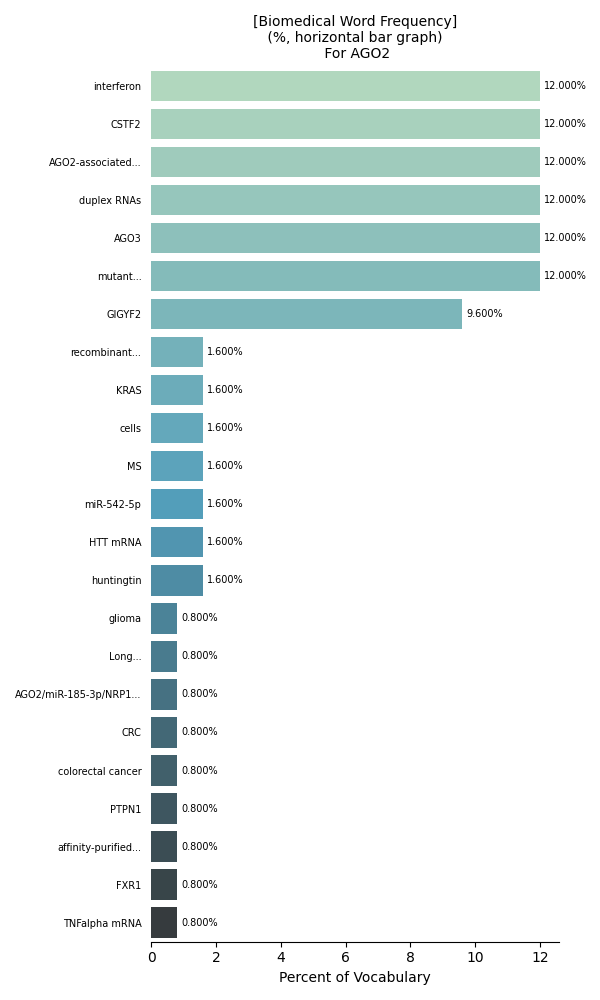 [Biomedical Word Frequency]
(%, horizontal bar graph)
For AGO2
interferon 12.000%
CSTF2 12.000%
AGO2-associated... 12.000%
duplex RNAs 12.000%
AGO3 12.000%
mutant... 12.000%
GIGYF2 9.600%
recombinant... 1.600%
KRAS 1.600%
cells 1.600%
MS 1.600%
miR-542-5p 1.600%
HTT mRNA 1.600%
huntingtin 1.600%
glioma 0.800%
Long... 0.800%
AGO2/miR-185-3p/NRP1... 0.800%
CRC 0.800%
colorectal cancer 0.800%
PTPN1 0.800%
affinity-purified... 0.800%
FXR1 0.800%
TNFalpha mRNA 0.800%
0 2 4 6 8 10 12
Percent of Vocabulary